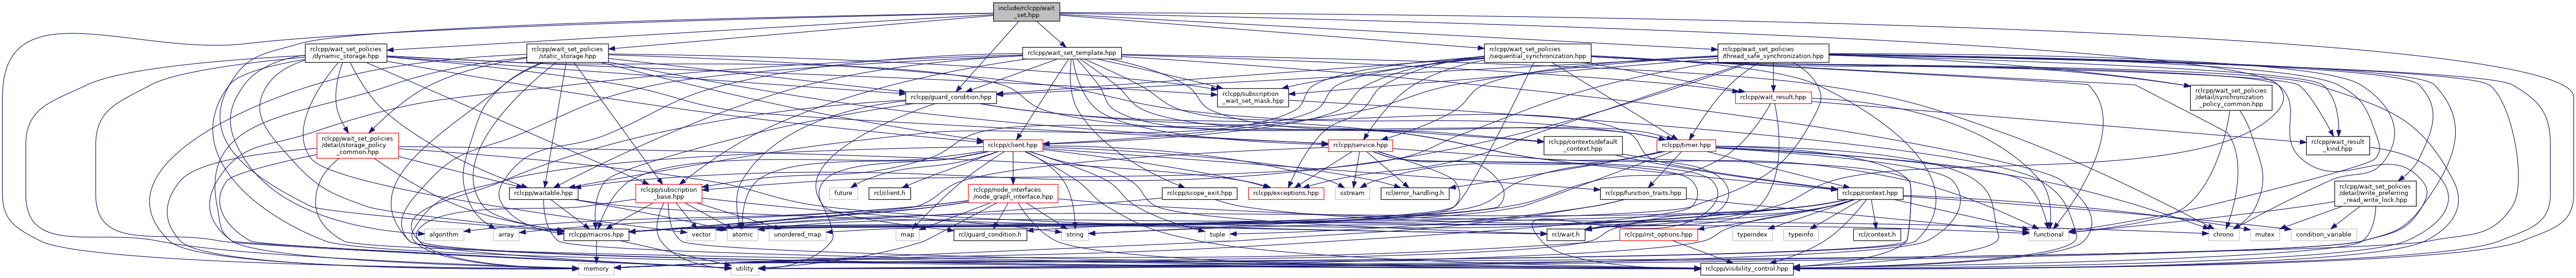 include/rclcpp/wait
_set.hpp
rclcpp/wait_set_policies
/dynamic_storage.hpp
rclcpp/wait_set_policies
/static_storage.hpp
rclcpp/wait_set_template.hpp
rclcpp/wait_set_policies
/sequential_synchronization.hpp
rclcpp/wait_set_policies
/thread_safe_synchronization.hpp
rclcpp/guard_condition.hpp
rclcpp/subscription
_wait_set_mask.hpp
rclcpp/wait_result.hpp
rclcpp/wait_set_policies
/detail/synchronization
_policy_common.hpp
rclcpp/wait_set_policies
/detail/storage_policy
_common.hpp
rclcpp/client.hpp
rclcpp/contexts/default
_context.hpp
rclcpp/service.hpp
rclcpp/timer.hpp
rclcpp/wait_result
_kind.hpp
rclcpp/waitable.hpp
rclcpp/subscription
_base.hpp
future
rcl/client.h
rclcpp/node_interfaces
/node_graph_interface.hpp
rclcpp/scope_exit.hpp
rclcpp/exceptions.hpp
sstream
rcl/error_handling.h
rclcpp/function_traits.hpp
rclcpp/context.hpp
rclcpp/wait_set_policies
/detail/write_preferring
_read_write_lock.hpp
algorithm
array
rclcpp/macros.hpp
vector
atomic
unordered_map
map
rcl/guard_condition.h
string
tuple
rcl/wait.h
rclcpp/init_options.hpp
typeindex
typeinfo
rcl/context.h
functional
chrono
mutex
condition_variable
memory
utility
rclcpp/visibility_control.hpp